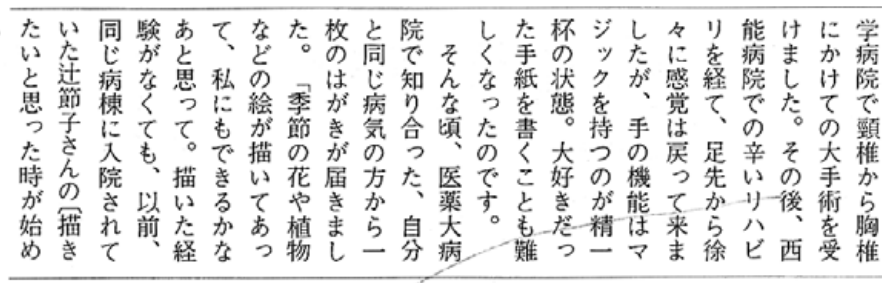 学病院で頸椎から胸椎
にかけての大手術を受
けました。その後、西
能病院での辛いリハビ
リを経て、足先から徐
々に感覚は戻って来ま
したが、手の機能はマ
ジックを持つのが精一
杯の状態。大好きだっ
た手紙を書くことも難
しくなったのです。
そんな頃、医薬大病
院で知り合った、自分
と同じ病気の方から一
枚のはがきが届きまし
た。「季節の花や植物
などの絵が描いてあっ
て、私にもできるかな
あと思って。描いた経
験がなくても、以前、
同じ病棟に入院されて
いた辻節子さんの［描き
たいと思った時が始め